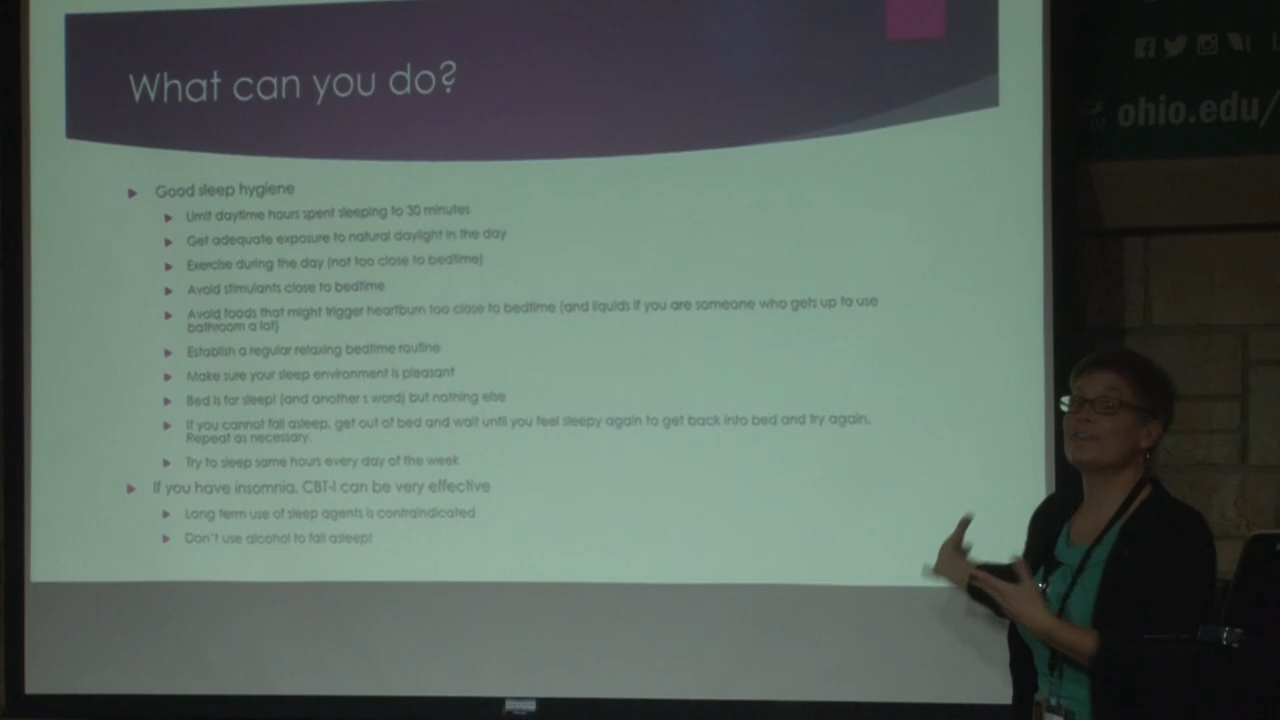 What can you do?
ohio.edu/
Good sleep hygiene
Limit daytime hours spent sleeping to 30 minutes
Get adequate exposure to natural daylight in the day
Exercise during the day (not too close to bedtime)
Avoid stimulants close to bedtime
Avoid foods that might trigger heartburn too close to bedtime (and liquids if you are someone who gets up to use
bathroom a lot)
Establish a regular relaxing bedtime routine
Make sure your sleep environment is pleasant
Bed is for sleep! (and another s word) but nothing else
If you cannot fall asleep, get out of bed and wait until you feel sleepy again to get back into bed and try again.
Repeat as necessary.
Try to sleep same hours every day of the week
If you have insomnia, CBT-I can be very effective
Long term use of sleep agents is contraindicated
Don't use alcohol to fall asleep!